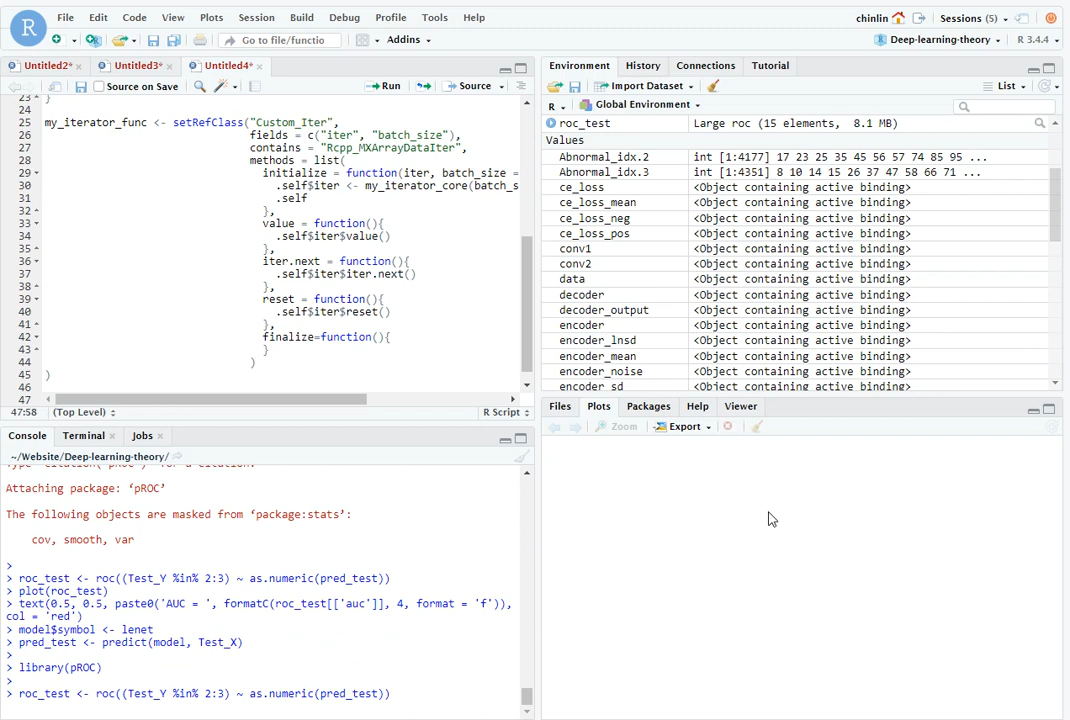 File Edit Code View Plots Session Build Debug Profile Tools Help
chinlin Sessions (5)
Go to file/functio Addins
Deep-learning-theory R 3.4.4
Untitled2* Untitled3* Untitled4*
Source on Save Run Source
23 }
24
25 my_iterator_func <- setRefClass("Custom_Iter",
26 fields = c("iter", "batch_size"),
27 contains = "Rcpp_MXArrayDataIter",
28 methods = list(
29 initialize = function(iter, batch_size =
30 .self$iter <- my_iterator_core(batch_s
31 .self
32 },
33 value = function(){
34 .self$iter$value()
35 },
36 iter.next = function(){
37 .self$iter$iter.next()
38 },
39 reset = function(){
40 .self$iter$reset()
41 },
42 finalize=function(){
43 }
44 )
45 )
46
47
47:58 (Top Level) R Script
Console Terminal Jobs
~/Website/Deep-learning-theory/
Type 'citation("pROC")' for a citation.
Attaching package: ‘pROC’
The following objects are masked from ‘package:stats’:
cov, smooth, var
>
> roc_test <- roc((Test_Y %in% 2:3) ~ as.numeric(pred_test))
> plot(roc_test)
> text(0.5, 0.5, paste0('AUC = ', formatC(roc_test[['auc']], 4, format = 'f')),
col = 'red')
> model$symbol <- lenet
> pred_test <- predict(model, Test_X)
>
> library(pROC)
>
> roc_test <- roc((Test_Y %in% 2:3) ~ as.numeric(pred_test))
Environment History Connections Tutorial
Import Dataset List
R Global Environment
roc_test Large roc (15 elements, 8.1 MB)
Values
Abnormal_idx.2 int [1:4177] 17 23 25 35 45 56 57 74 85 95 ...
Abnormal_idx.3 int [1:4351] 8 10 14 15 26 37 47 58 66 71 ...
ce_loss <Object containing active binding>
ce_loss_mean <Object containing active binding>
ce_loss_neg <Object containing active binding>
ce_loss_pos <Object containing active binding>
conv1 <Object containing active binding>
conv2 <Object containing active binding>
data <Object containing active binding>
decoder <Object containing active binding>
decoder_output <Object containing active binding>
encoder <Object containing active binding>
encoder_lnsd <Object containing active binding>
encoder_mean <Object containing active binding>
encoder_noise <Object containing active binding>
encoder_sd <Object containing active binding>
Files Plots Packages Help Viewer
Zoom Export